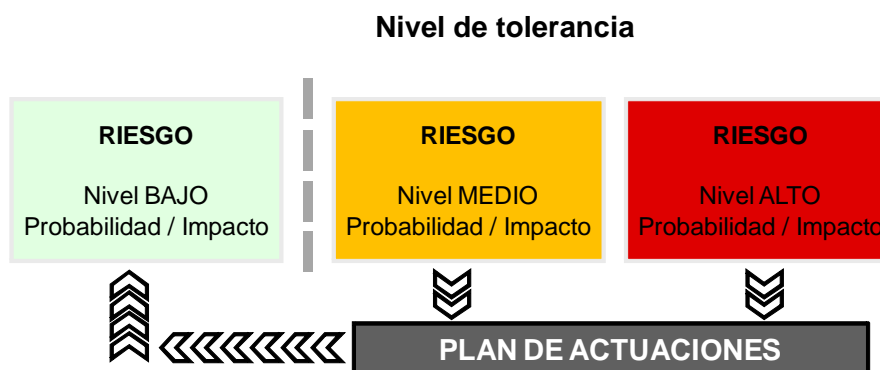 Nivel de tolerancia
RIESGO
Nivel BAJO
Probabilidad / Impacto
RIESGO
Nivel MEDIO
Probabilidad / Impacto
RIESGO
Nivel ALTO
Probabilidad / Impacto
PLAN DE ACTUACIONES